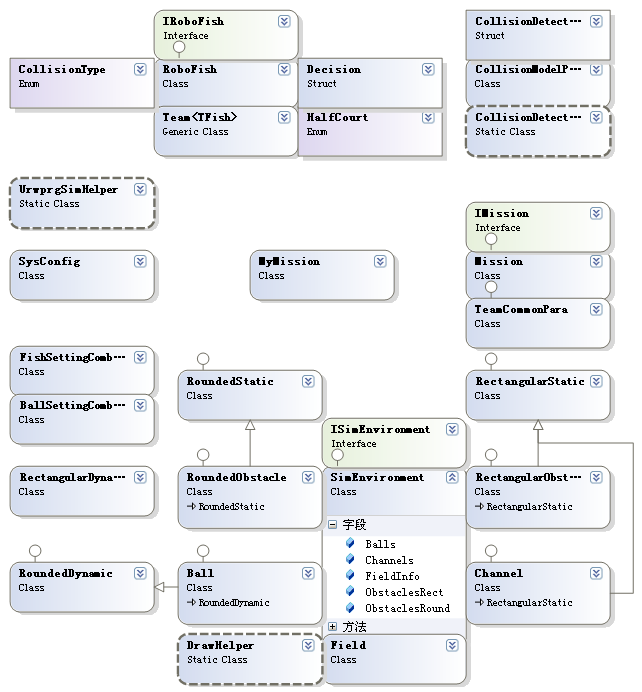 IRoboFish
Interface
CollisionType
Enum
RoboFish
Class
Decision
Struct
Team<TFish>
Generic Class
HalfCourt
Enum
CollisionDetect···
Struct
CollisionModelP···
Class
CollisionDetect···
Static Class
UrwpgSimHelper
Static Class
SysConfig
Class
MyMission
Class
IMission
Interface
Mission
Class
TeamCommonPara
Class
FishSettingComb···
Class
BallSettingComb···
Class
RectangularDyna···
Class
RoundedStatic
Class
RectangularStatic
Class
RoundedObstacle
Class
RoundedStatic
ISimEnvironment
Interface
SimEnvironment
Class
字段
Balls
Channels
FieldInfo
ObstaclesRect
ObstaclesRound
方法
RectangularObst···
Class
RectangularStatic
RoundedDynamic
Class
Ball
Class
RoundedDynamic
Channel
Class
RectangularStatic
DrawHelper
Static Class
Field
Class